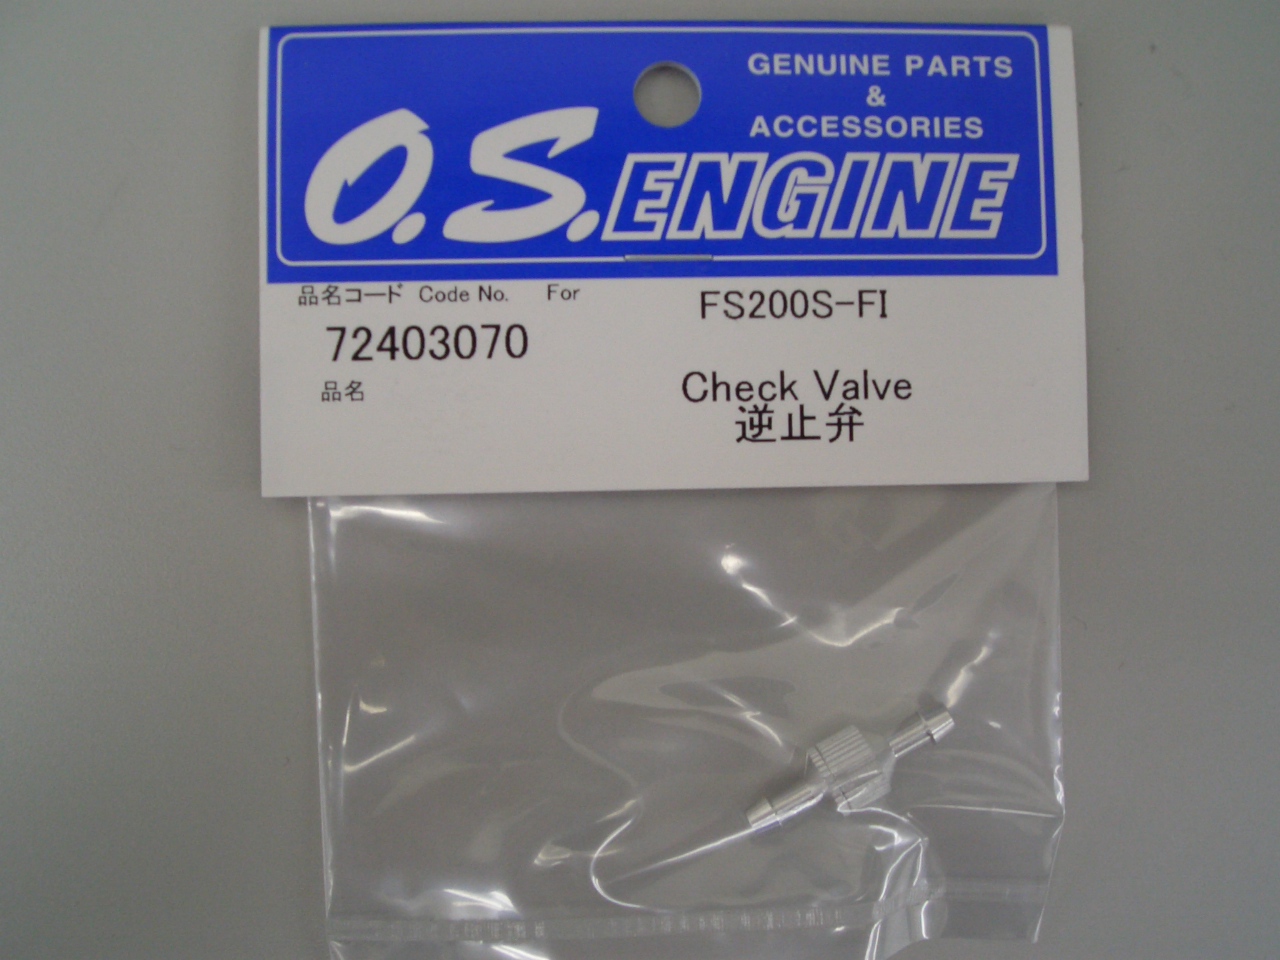 GENUINE PARTS
&
ACCESSORIES
O.S.ENGINE
品名コード Code No. For
FS200S-FI
72403070
品名
Check Valve
逆止弁